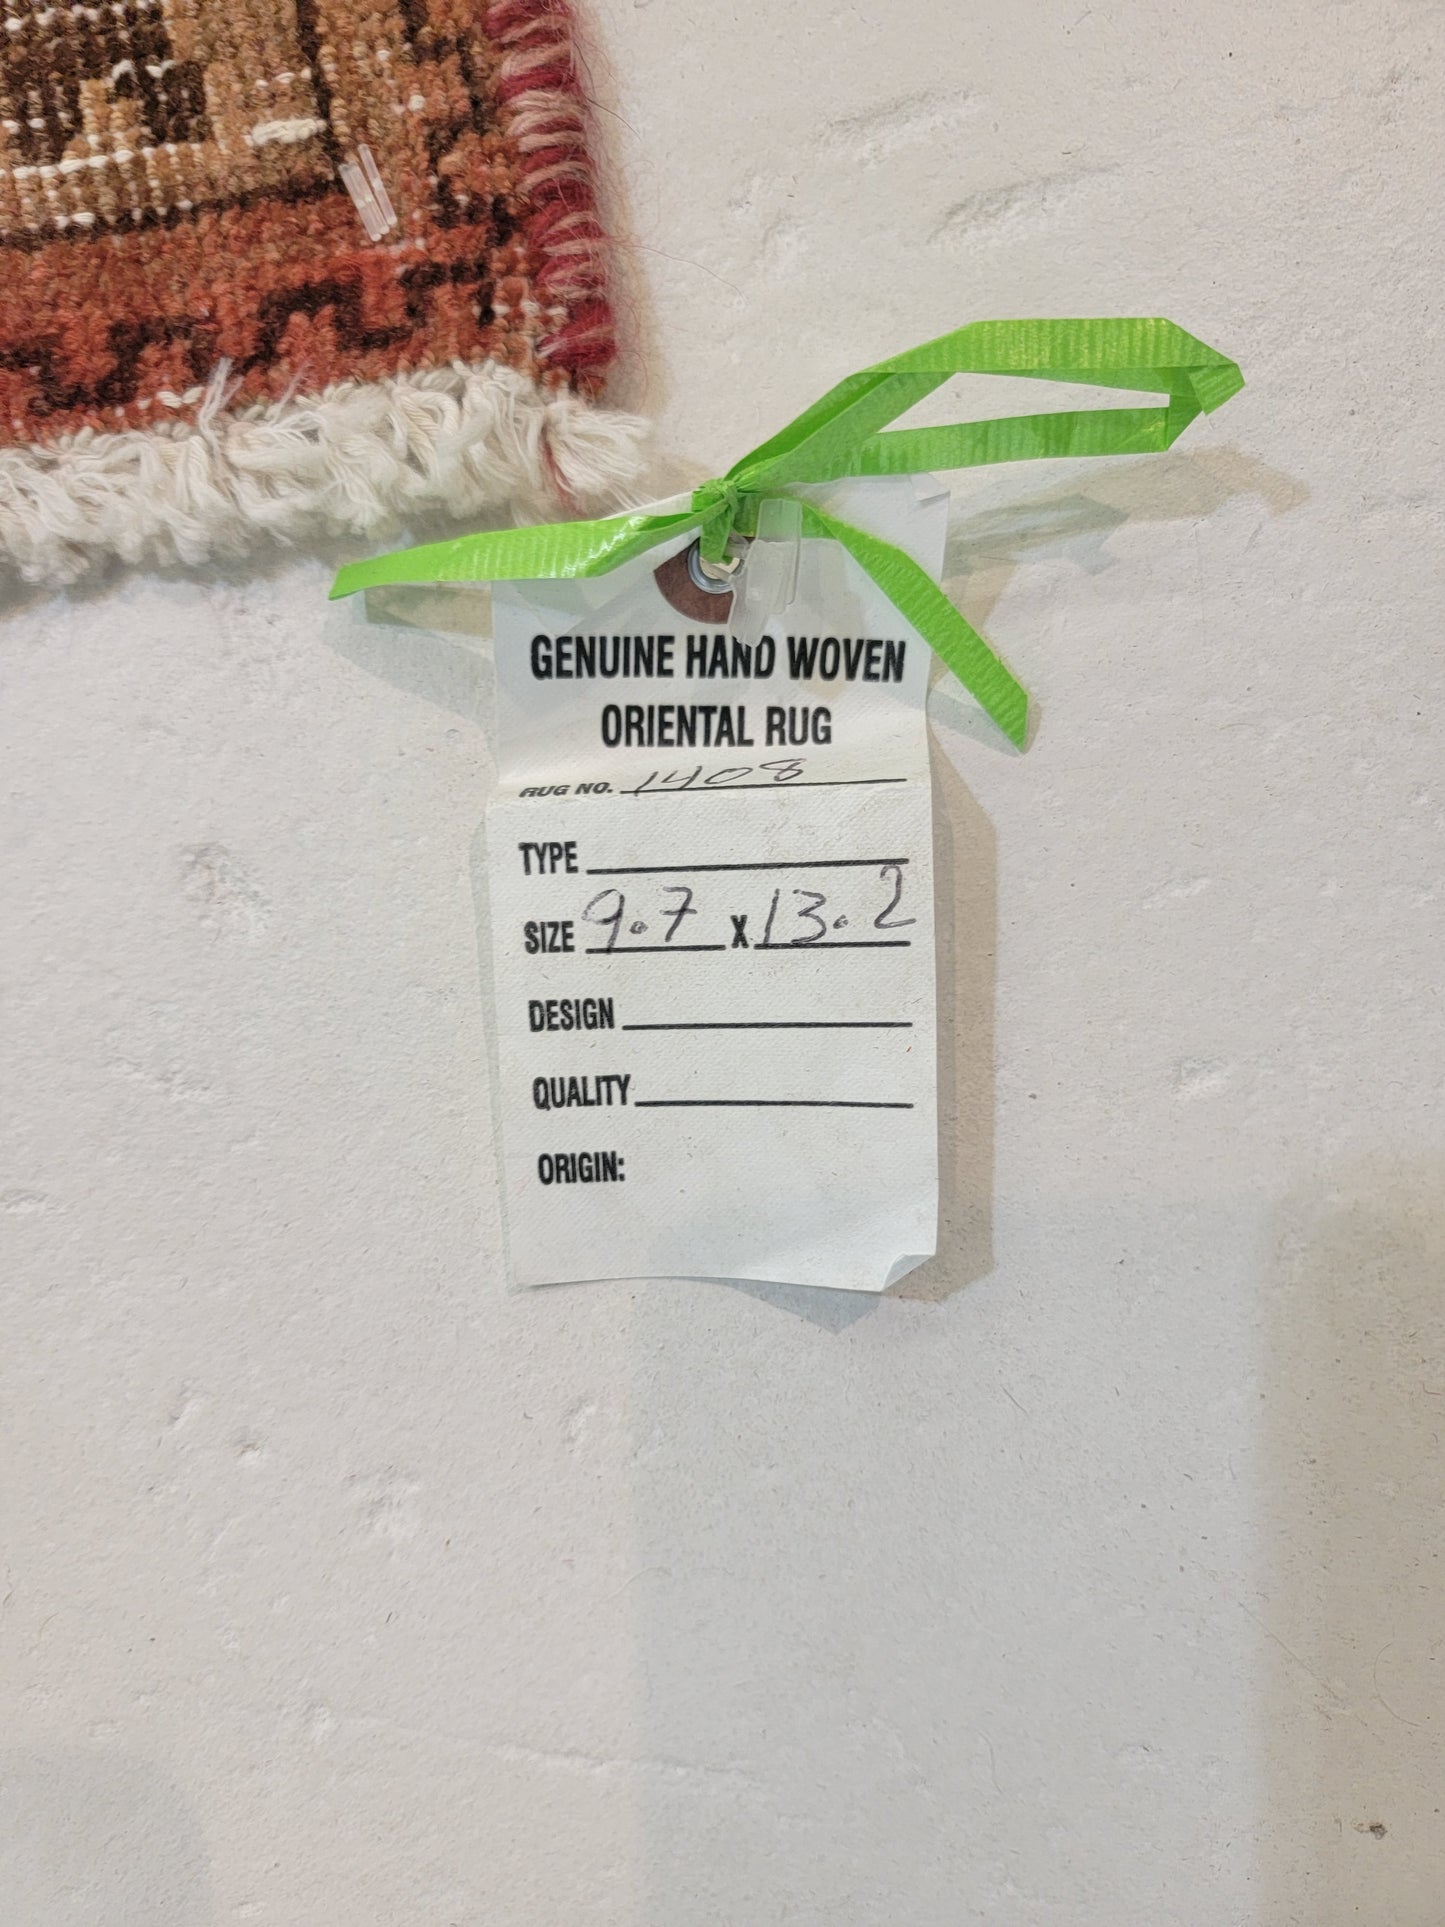 GENUINE HAND WOVEN
ORIENTAL RUG
RUG NO. 1408
TYPE
SIZE 9.7 X 13.2
DESIGN
QUALITY
ORIGIN: